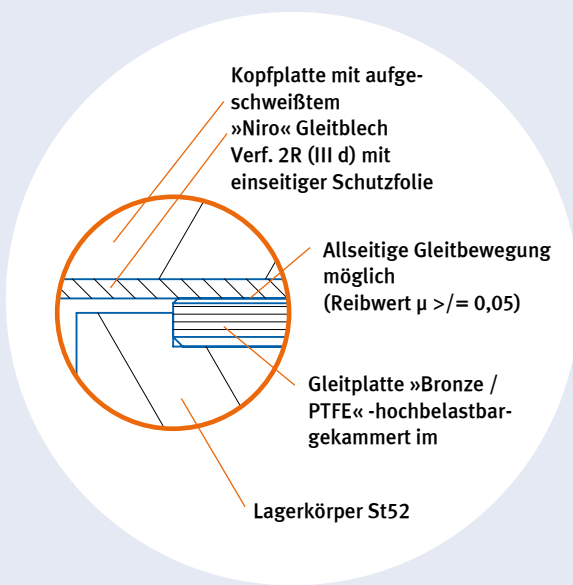 Kopfplatte mit aufge-
schweißtem
»Niro« Gleitblech
Verf. 2R (III d) mit
einseitiger Schutzfolie
Allseitige Gleitbewegung
möglich
(Reibwert µ >/= 0,05)
Gleitplatte »Bronze /
PTFE« -hochbelastbar-
gekammert im
Lagerkörper St52